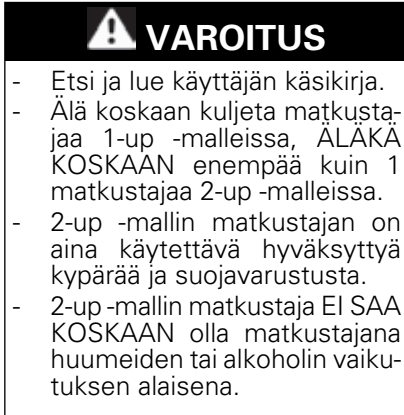 VAROITUS
- Etsi ja lue käyttäjän käsikirja.
- Älä koskaan kuljeta matkusta-
jaa 1-up -malleissa, ÄLÄKÄ
KOSKAAN enempää kuin 1
matkustajaa 2-up -malleissa.
- 2-up -mallin matkustajan on
aina käytettävä hyväksyttyä
kypärää ja suojavarustusta.
- 2-up -mallin matkustaja EI SAA
KOSKAAN olla matkustajana
huumeiden tai alkoholin vaiku-
tuksen alaisena.